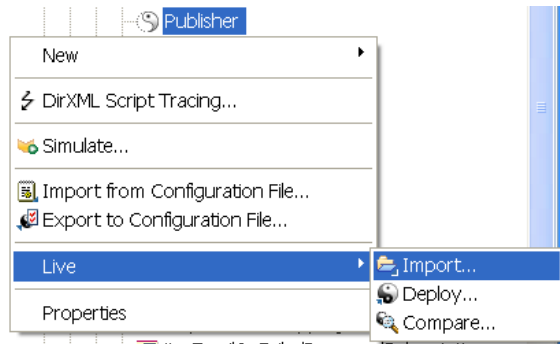 Publisher
New
DirXML Script Tracing...
Simulate...
Import from Configuration File...
Export to Configuration File...
Live
Import...
Deploy...
Properties
Compare...